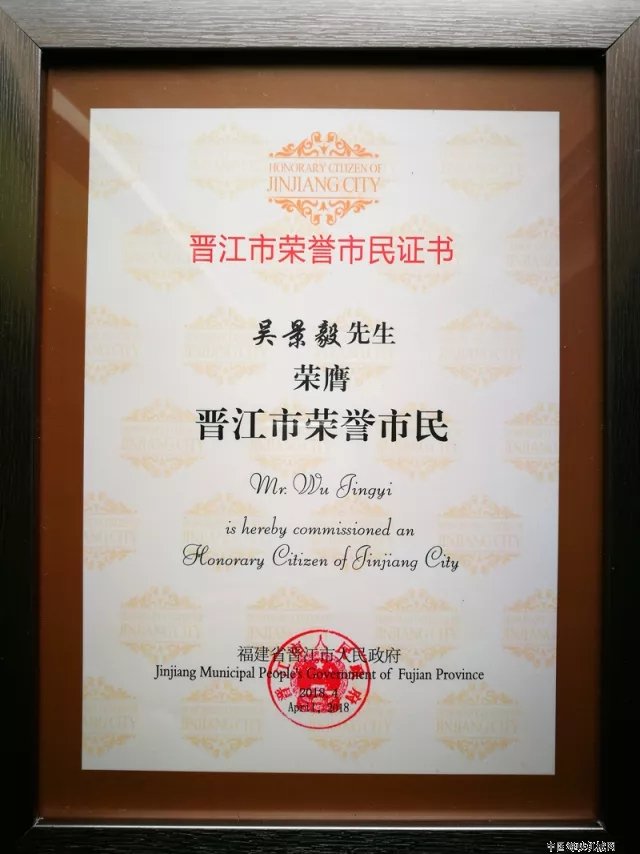 HONORARY CITIZEN OF
JINJIANG CITY
晋江市荣誉市民证书
吴景毅先生
荣膺
晋江市荣誉市民
Mr. Wu Jingyi
is hereby commissioned an
Honorary Citizen of Jinjiang City
福建省晋江市人民政府
Jinjiang Municipal People's Government of Fujian Province
2018.4
April, 2018